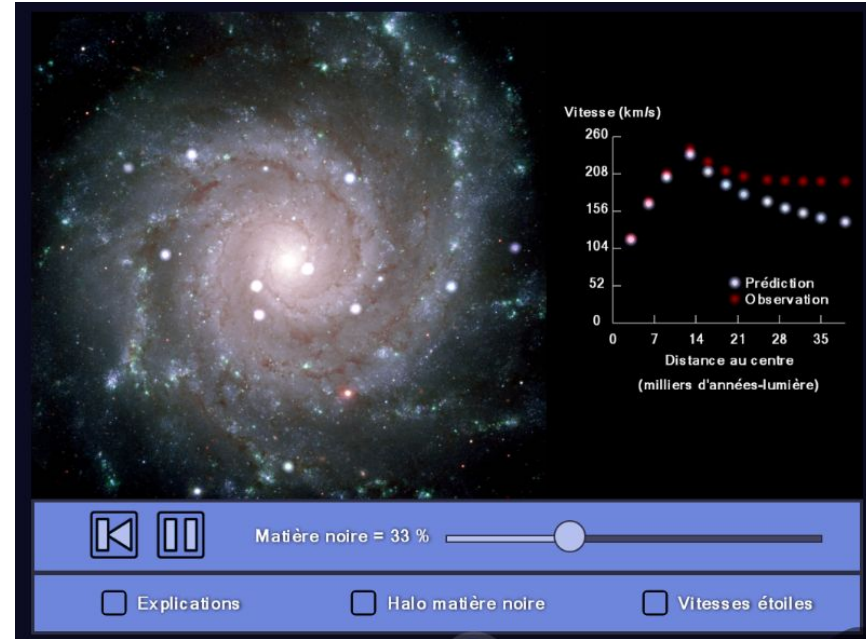 Vitesse (km/s)
260
208
156
104
52
0
Prédiction
Observation
0 7 14 21 28 35
Distance au centre
(milliers d'années-lumière)
Matière noire = 33 %
Explications
Halo matière noire
Vitesses étoiles